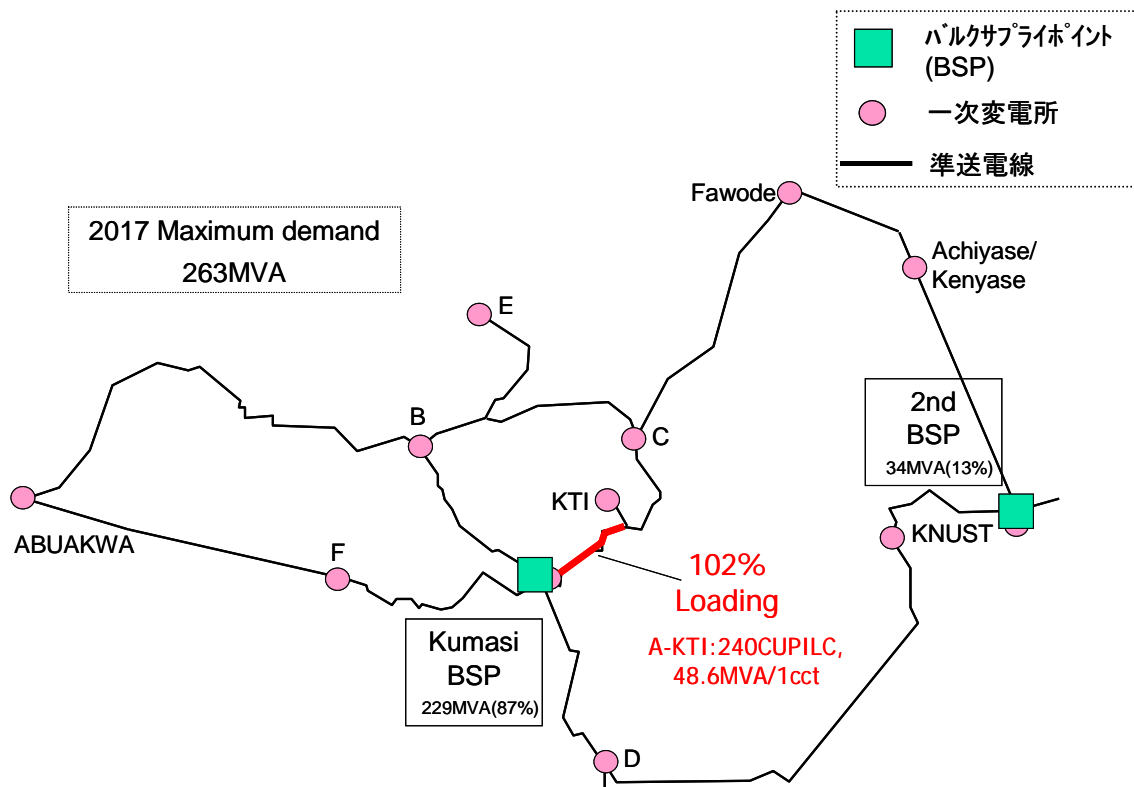 ﾊﾞﾙｸｻﾌﾟﾗｲﾎﾟｲﾝﾄ
(BSP)
一次変電所
準送電線
Fawode
2017 Maximum demand
263MVA
Achiyase/
Kenyase
E
B
C
2nd
BSP
34MVA(13%)
KTI
ABUAKWA
KNUST
F
102%
Loading
A-KTI:240CUPILC,
48.6MVA/1cct
Kumasi
BSP
229MVA(87%)
D